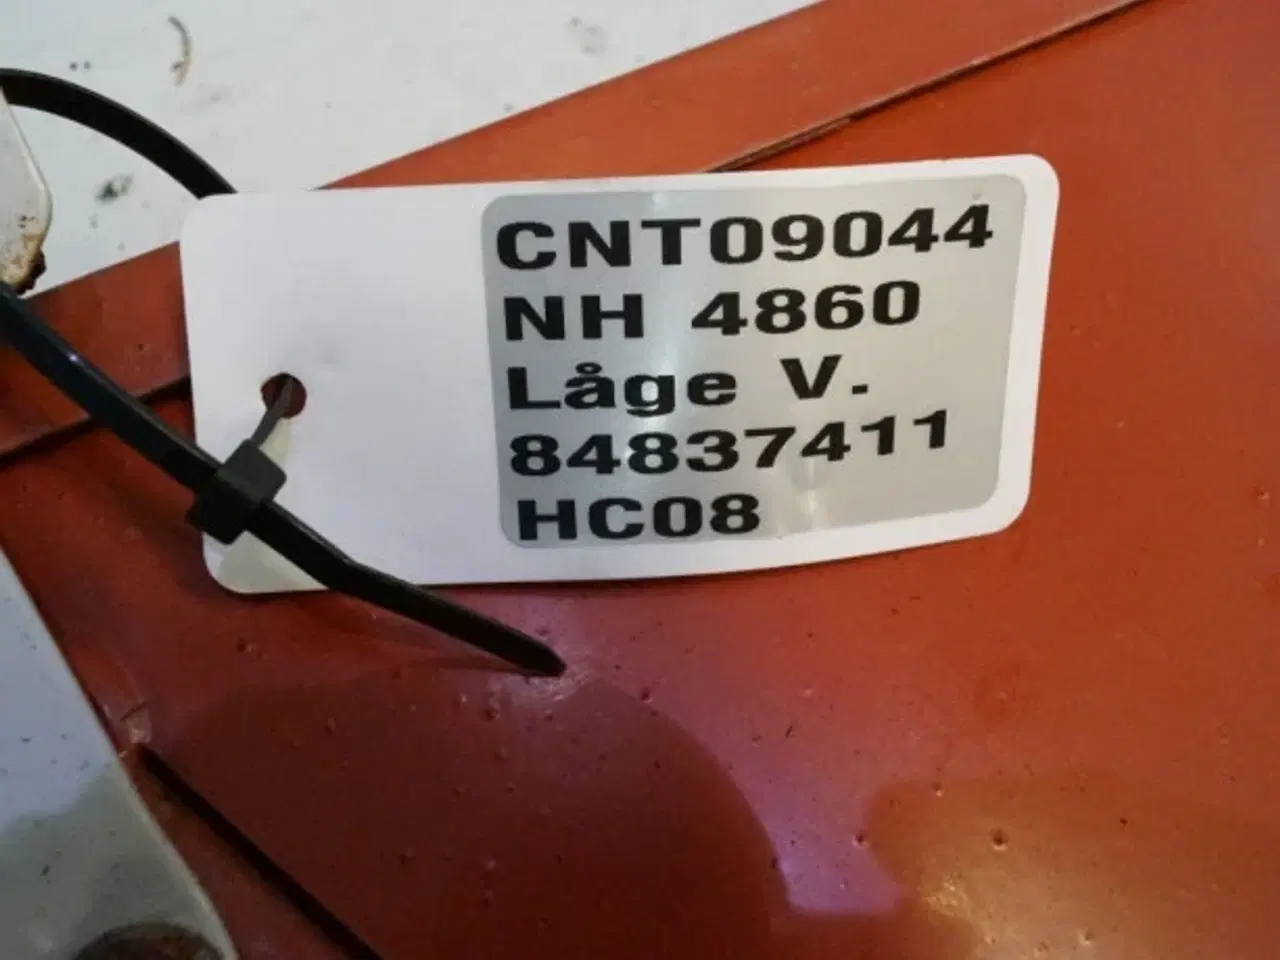 CNT09044
NH 4860
Låge V.
84837411
HC08